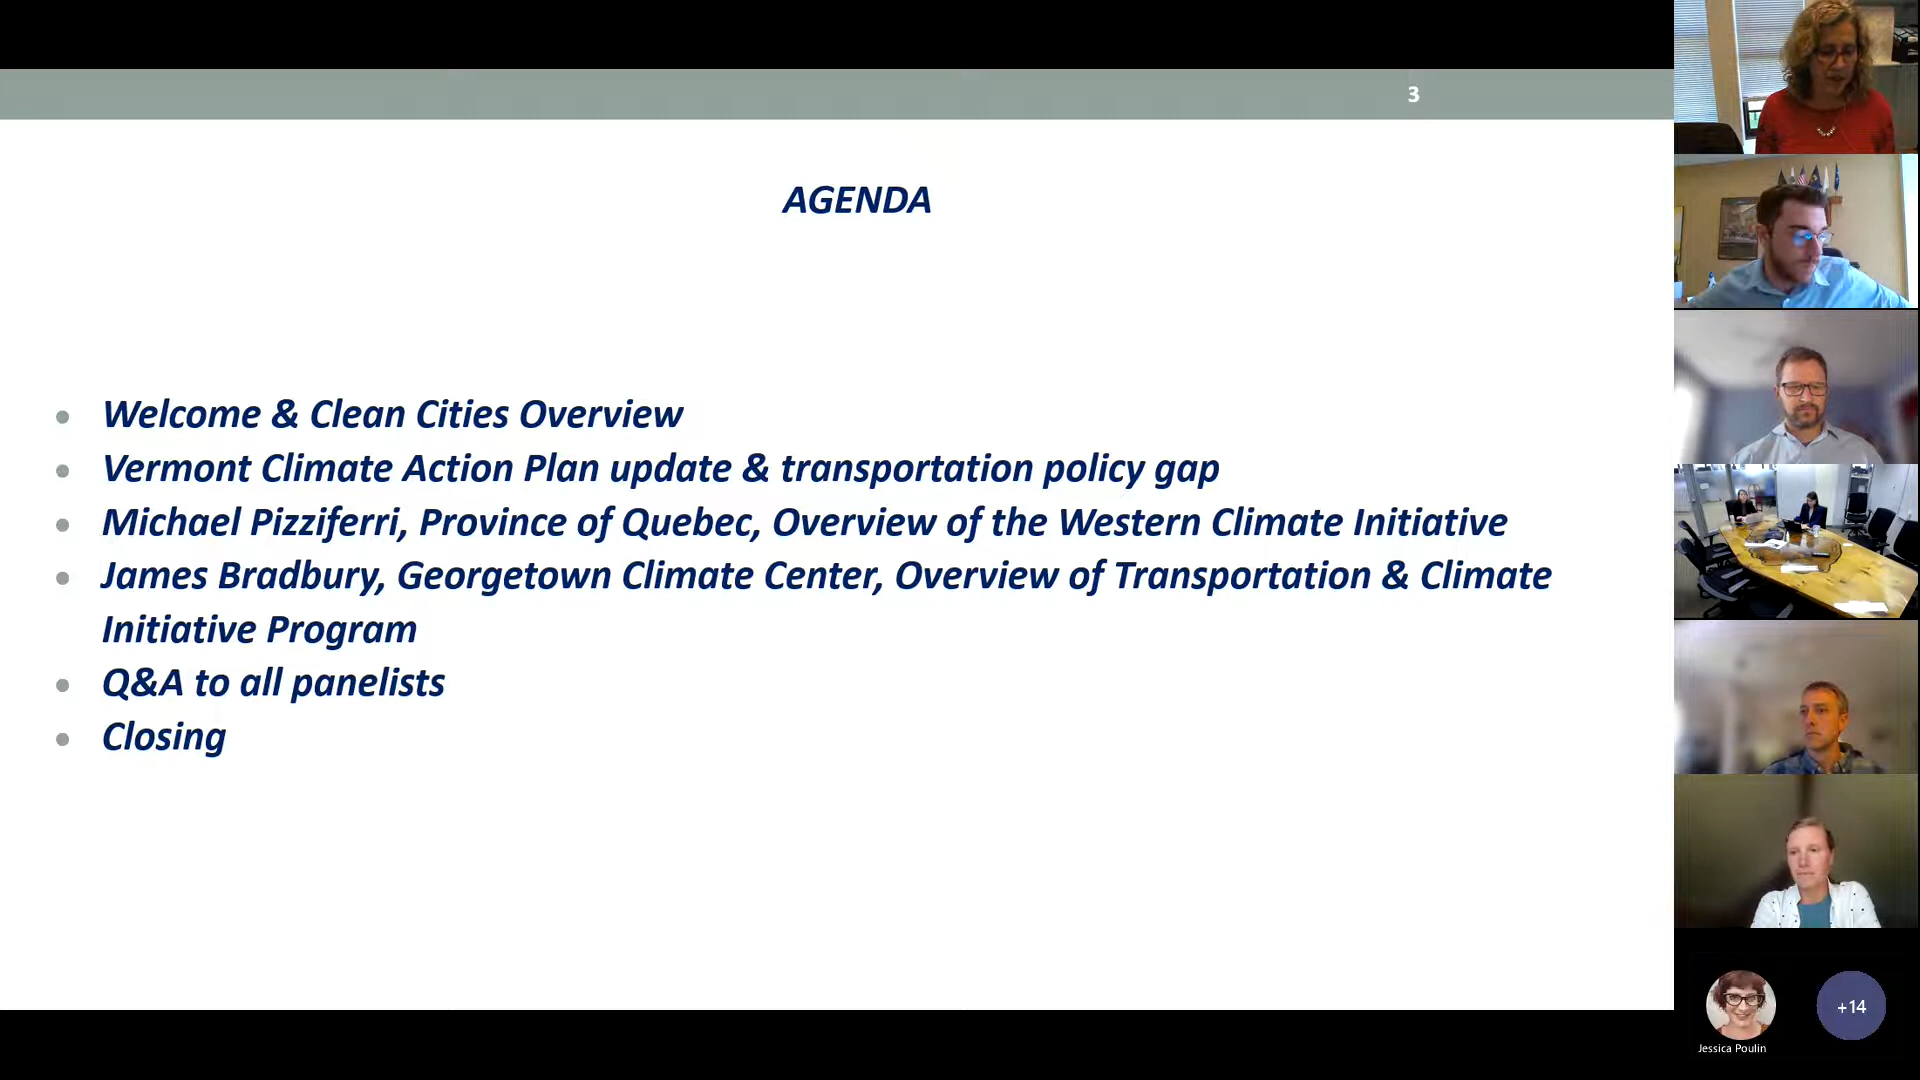 3
AGENDA
Welcome & Clean Cities Overview
Vermont Climate Action Plan update & transportation policy gap
Michael Pizziferri, Province of Quebec, Overview of the Western Climate Initiative
James Bradbury, Georgetown Climate Center, Overview of Transportation & Climate
Initiative Program
Q&A to all panelists
Closing
+14
Jessica Poulin